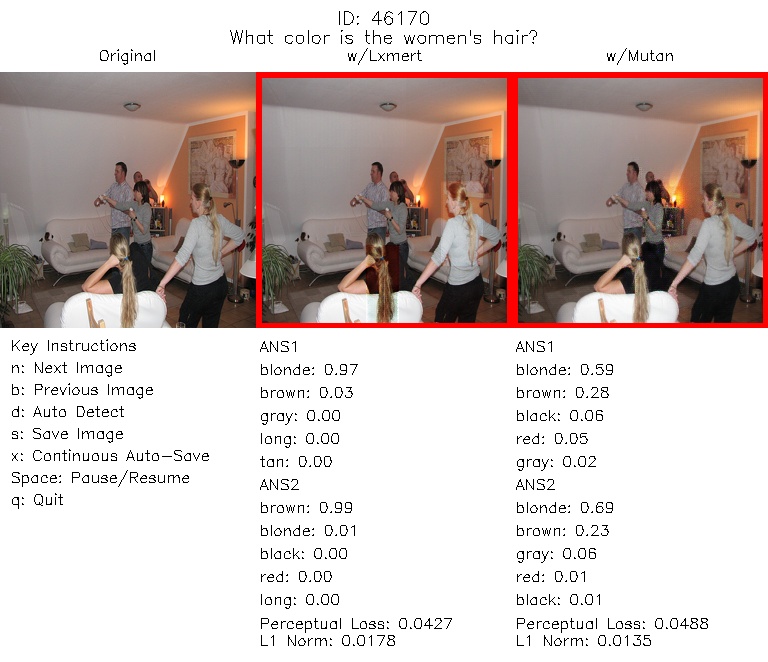 ID: 46170
What color is the women's hair?
Original
w/Lxmert
w/Mutan
Key Instructions
n: Next Image
b: Previous Image
d: Auto Detect
s: Save Image
x: Continuous Auto-Save
Space: Pause/Resume
q: Quit
ANS1
blonde: 0.97
brown: 0.03
gray: 0.00
long: 0.00
tan: 0.00
ANS2
brown: 0.99
blonde: 0.01
black: 0.00
red: 0.00
long: 0.00
Perceptual Loss: 0.0427
L1 Norm: 0.0178
ANS1
blonde: 0.59
brown: 0.28
black: 0.06
red: 0.05
gray: 0.02
ANS2
blonde: 0.69
brown: 0.23
gray: 0.06
red: 0.01
black: 0.01
Perceptual Loss: 0.0488
L1 Norm: 0.0135